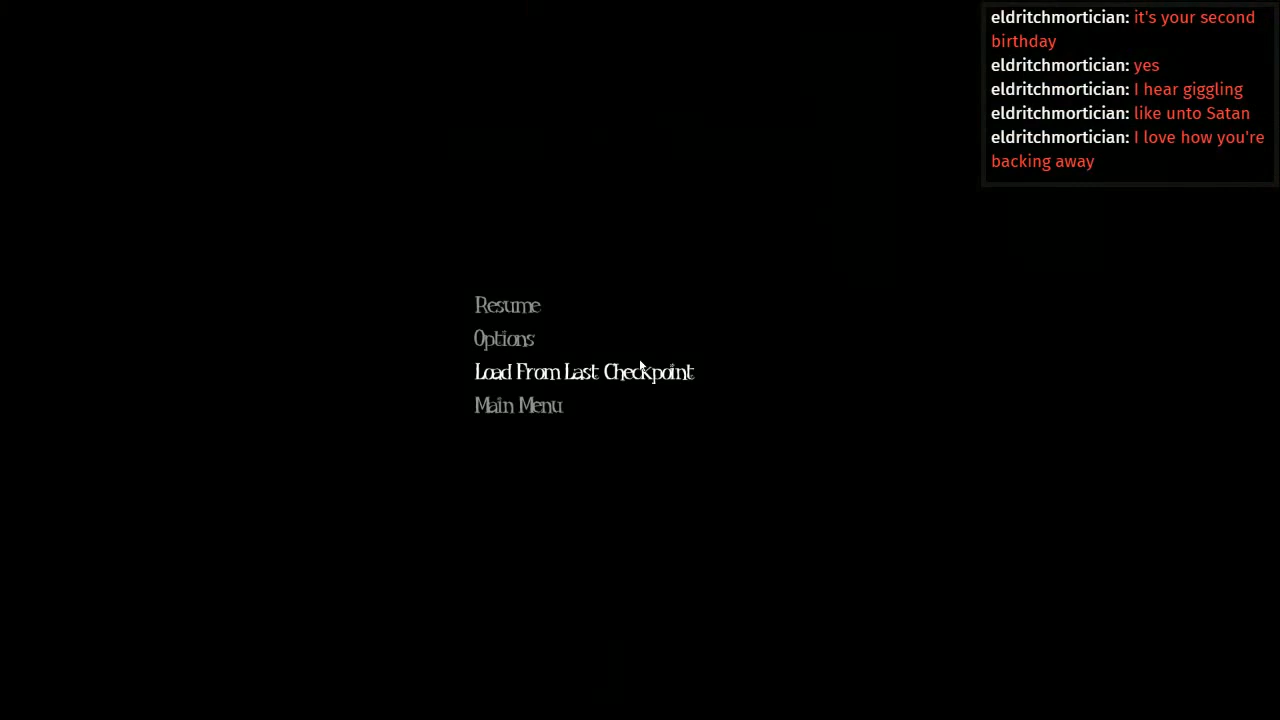 eldritchmortician: it's your second
birthday
eldritchmortician: yes
eldritchmortician: I hear giggling
eldritchmortician: like unto Satan
eldritchmortician: I love how you're
backing away
Resume
Options
Load From Last Checkpoint
Main Menu